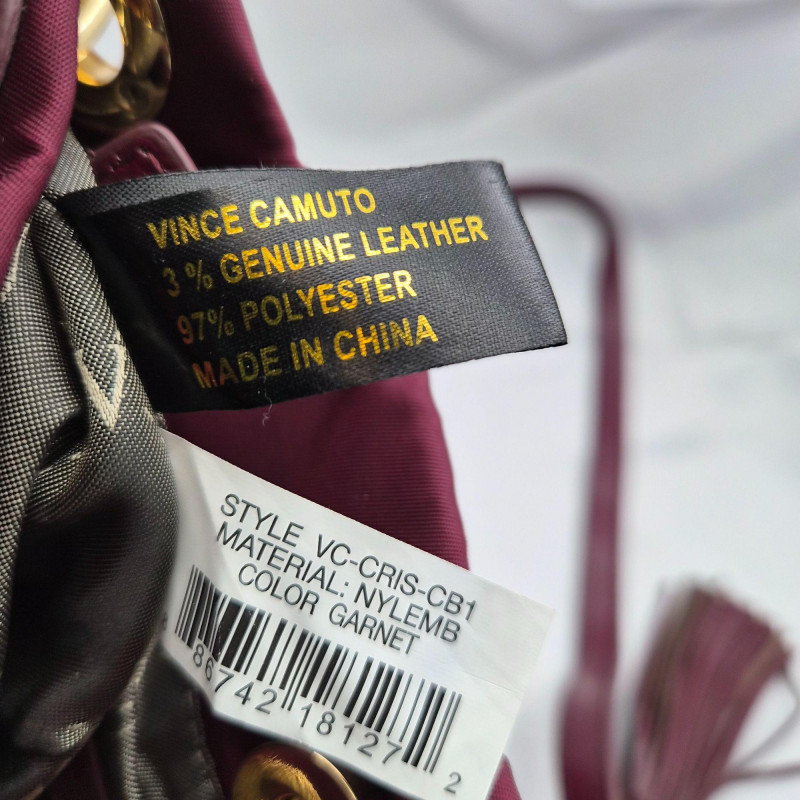 VINCE CAMUTO
3 % GENUINE LEATHER
97% POLYESTER
MADE IN CHINA
STYLE VC-CRIS-CB1
MATERIAL: NYLEMB
COLOR GARNET
8 86742 18127 2